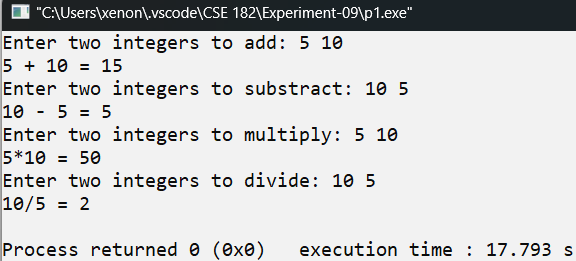 "C:\Users\xenon\.vscode\CSE 182\Experiment-09\p1.exe"
Enter two integers to add: 5 10
5 + 10 = 15
Enter two integers to substract: 10 5
10 - 5 = 5
Enter two integers to multiply: 5 10
5*10 = 50
Enter two integers to divide: 10 5
10/5 = 2
Process returned 0 (0x0)   execution time : 17.793 s